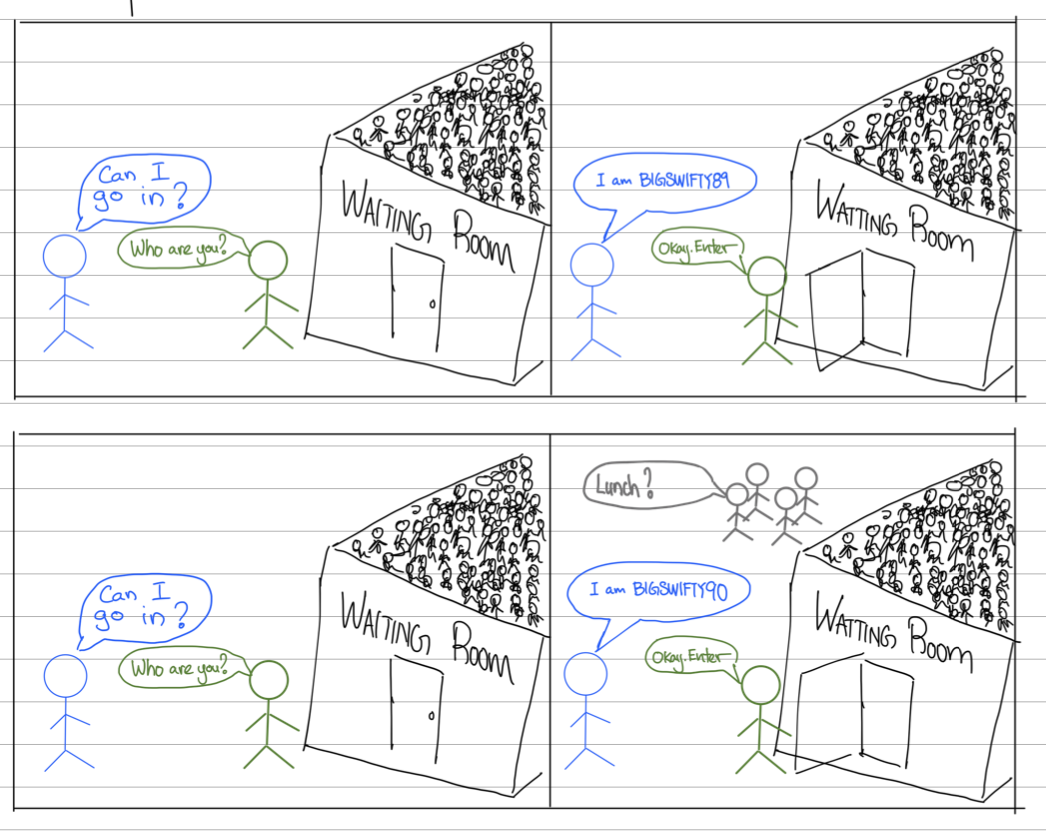 Can I
go in?
Who are you?
WAITING ROOM
I am BIGSWIFTY89
Okay. Enter
WAITING ROOM
Can I
go in?
Who are you?
WAITING ROOM
Lunch?
I am BIGSWIFTY90
Okay. Enter
WAITING ROOM